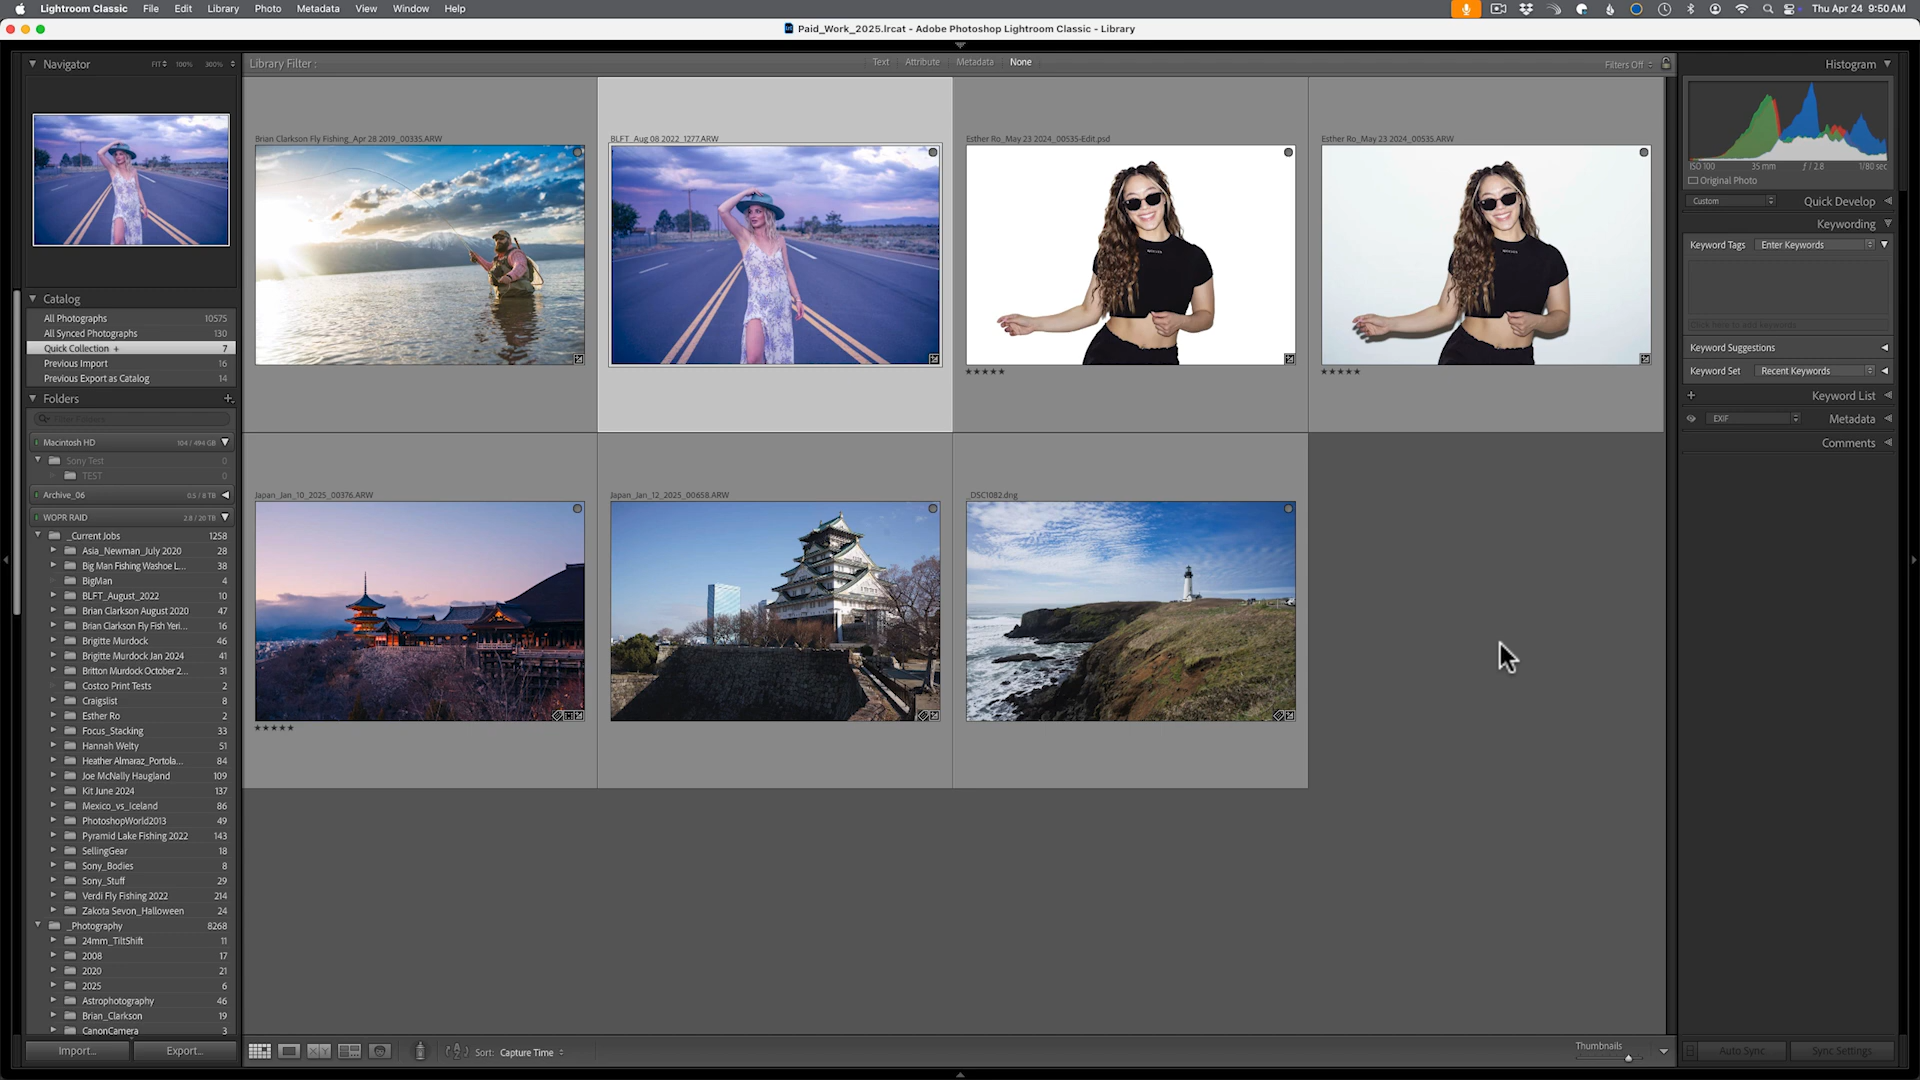 Lightroom Classic File Edit Library Photo Metadata View Window Help Thu Apr 24 9:50 AM
Paid_Work_2025.lrcat - Adobe Photoshop Lightroom Classic - Library
Navigator FIT 100% 300%
Library Filter : Text Attribute Metadata None Filters Off
Histogram
ISO 100 35 mm ƒ / 2.8 1/80 sec
Original Photo
Custom Quick Develop
Keywording
Keyword Tags Enter Keywords
Click here to add keywords
Keyword Suggestions
Keyword Set Recent Keywords
Keyword List
EXIF Metadata
Comments
Brian Clarkson Fly Fishing_Apr 28 2019_00335.ARW
BLFT_Aug 08 2022_1277.ARW
Esther Ro_May 23 2024_00535-Edit.psd
Esther Ro_May 23 2024_00535.ARW
Japan_Jan_10_2025_00376.ARW
Japan_Jan_12_2025_00658.ARW
_DSC1082.dng
Catalog
All Photographs 10575
All Synced Photographs 130
Quick Collection + 7
Previous Import 16
Previous Export as Catalog 14
Folders
Filter Folders
Macintosh HD 104 / 494 GB
Sony Test 0
TEST 0
Archive_06 0.5 / 8 TB
WOPR RAID 2.8 / 20 TB
_Current Jobs 1258
Asia_Newman_July 2020 28
Big Man Fishing Washoe L... 38
BigMan 4
BLFT_August_2022 10
Brian Clarkson August 2020 47
Brian Clarkson Fly Fish Yeri... 16
Brigitte Murdock 46
Brigitte Murdock Jan 2024 41
Britton Murdock October 2... 31
Costco Print Tests 2
Craigslist 8
Esther Ro 2
Focus_Stacking 33
Hannah Welty 51
Heather Almaraz_Portola... 84
Joe McNally Haugland 109
Kit June 2024 137
Mexico_vs_Iceland 86
PhotoshopWorld2013 49
Pyramid Lake Fishing 2022 143
SellingGear 18
Sony_Bodies 8
Sony_Stuff 29
Verdi Fly Fishing 2022 214
Zakota Sevon_Halloween 24
_Photography 8268
24mm_TiltShift 11
2008 17
2020 21
2025 6
Astrophotography 46
Brian_Clarkson 19
CanonCamera 3
Import... Export...
Sort: Capture Time
Thumbnails
Auto Sync Sync Settings